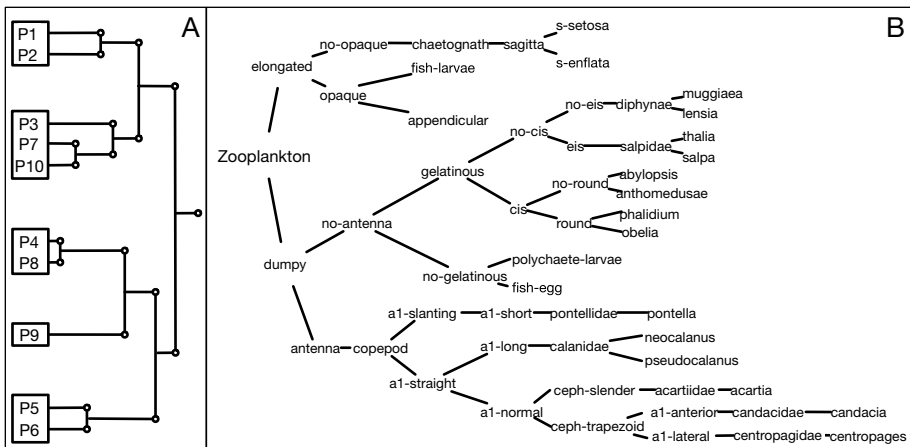 A
P1
P2
P3
P7
P10
P4
P8
P9
P5
P6
B
Zooplankton
elongated
no-opaque
chaetognath
sagitta
s-setosa
s-enflata
opaque
fish-larvae
appendicular
dumpy
no-antenna
gelatinous
no-cis
no-eis
diphynae
muggiaea
lensia
eis
salpidae
thalia
salpa
cis
no-round
abylopsis
anthomedusae
round
phalidium
obelia
no-gelatinous
polychaete-larvae
fish-egg
antenna
copepod
a1-slanting
a1-short
pontellidae
pontella
a1-straight
a1-long
calanidae
neocalanus
pseudocalanus
a1-normal
ceph-slender
acartiidae
acartia
ceph-trapezoid
a1-anterior
candacidae
candacia
a1-lateral
centropagidae
centropages